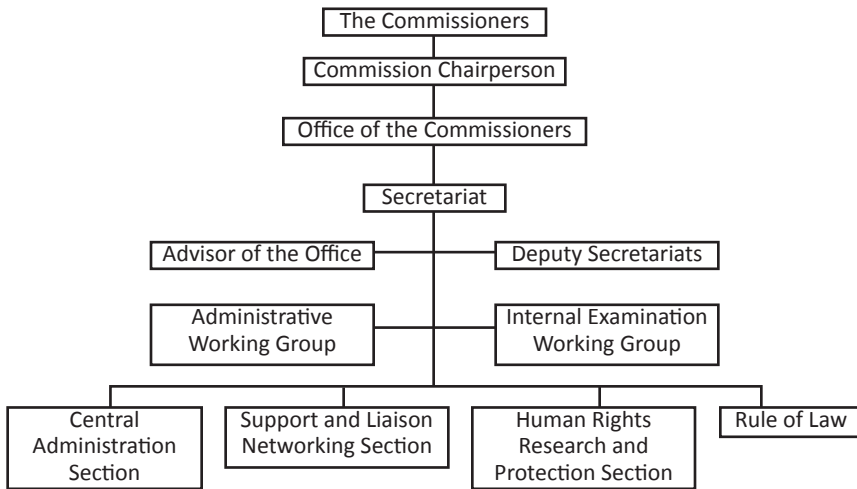 The Commissioners
Commission Chairperson
Office of the Commissioners
Secretariat
Advisor of the Office
Deputy Secretariats
Administrative
Working Group
Internal Examination
Working Group
Central
Administration
Section
Support and Liaison
Networking Section
Human Rights
Research and
Protection Section
Rule of Law